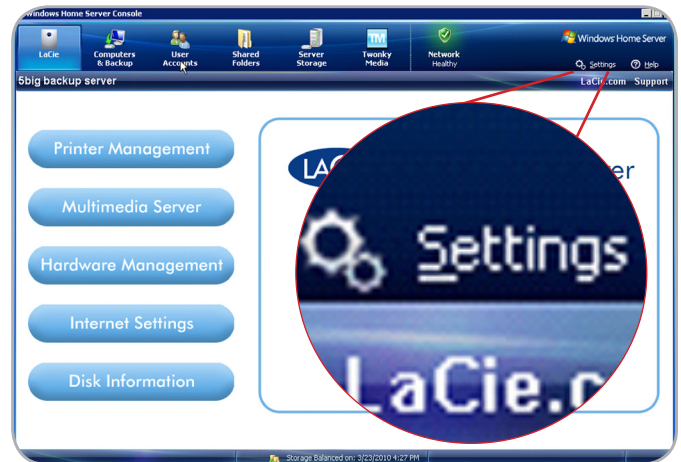 Windows Home Server Console
LaCie
Computers & Backup
User Accounts
Shared Folders
Server Storage
Twonky Media
Network
Healthy
Windows Home Server
Settings
Help
5big backup server
LaCie.com Support
Printer Management
Multimedia Server
Hardware Management
Internet Settings
Disk Information
LAC
er
Settings
LaCie.c
Storage Balanced on: 3/23/2010 4:27 PM